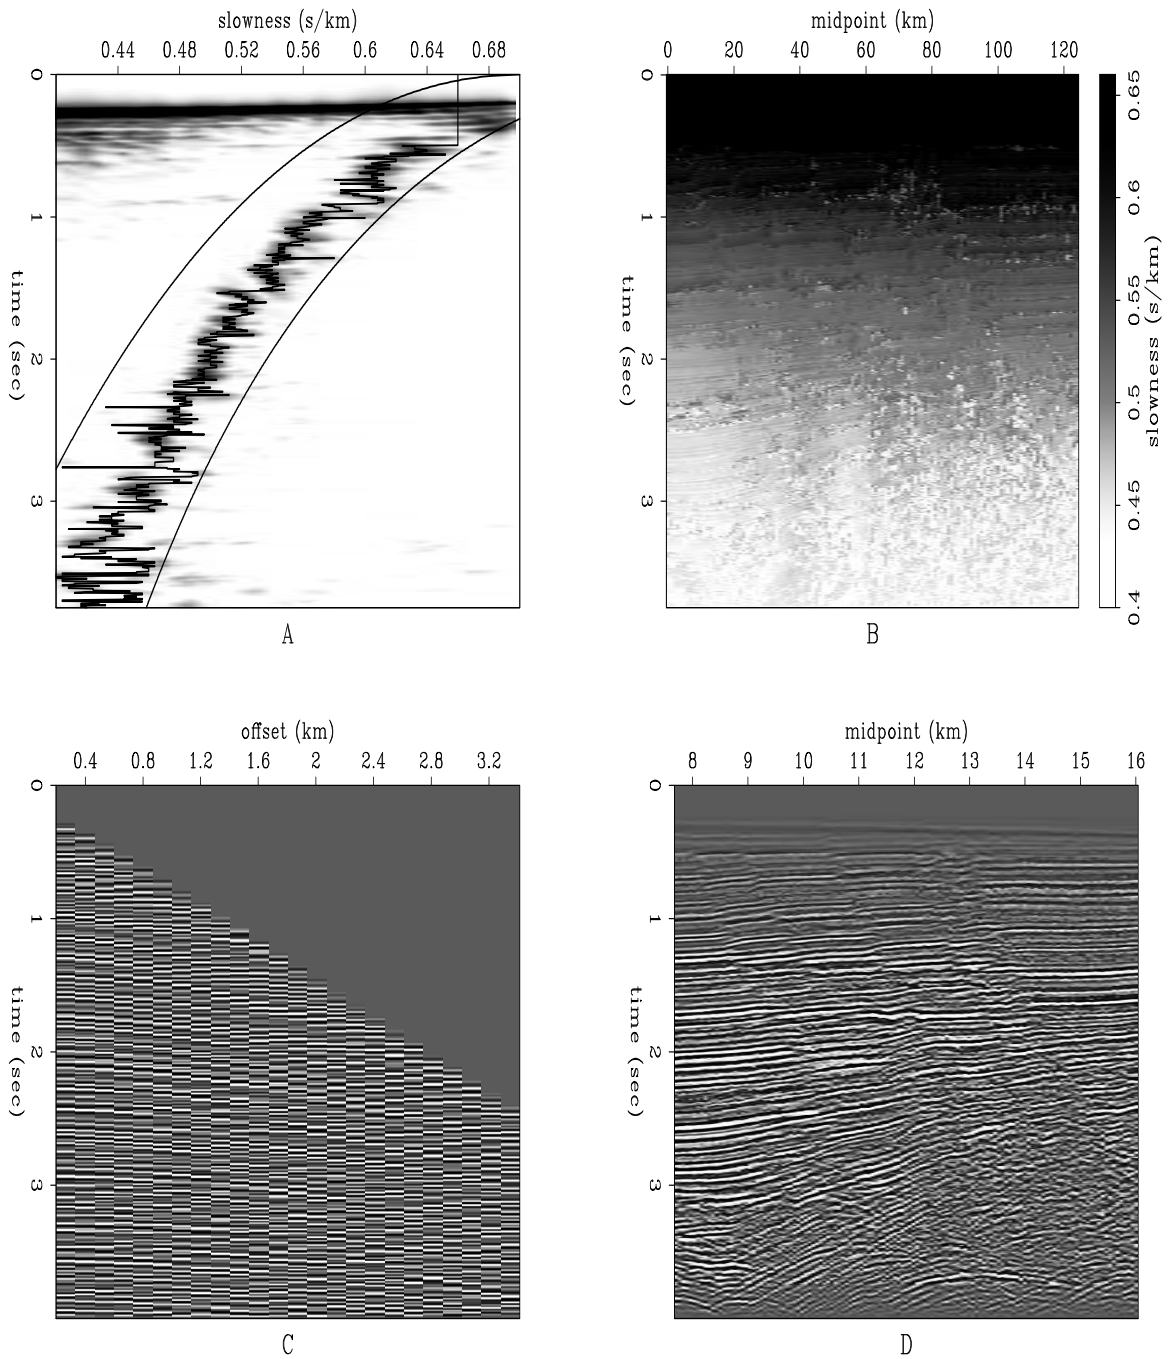 slowness (s/km)
0.44 0.48 0.52 0.56 0.6 0.64 0.68
0 1 2 3
time (sec)
A
midpoint (km)
0 20 40 60 80 100 120
0 1 2 3
time (sec)
0.65 0.6 0.55 0.5 0.45 0.4
slowness (s/km)
B
offset (km)
0.4 0.8 1.2 1.6 2 2.4 2.8 3.2
0 1 2 3
time (sec)
C
midpoint (km)
8 9 10 11 12 13 14 15 16
0 1 2 3
time (sec)
D